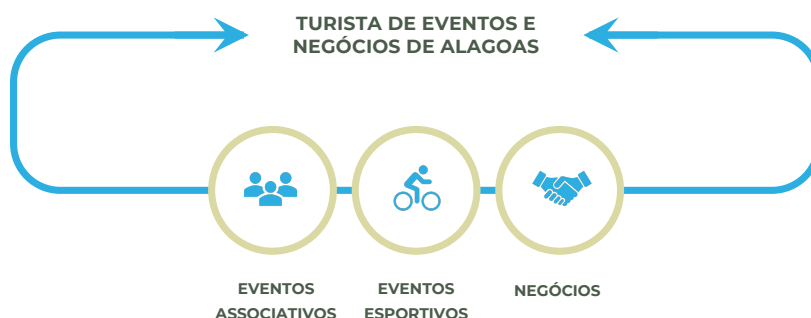 TURISTA DE EVENTOS E
NEGÓCIOS DE ALAGOAS
EVENTOS
ASSOCIATIVOS
EVENTOS
ESPORTIVOS
NEGÓCIOS